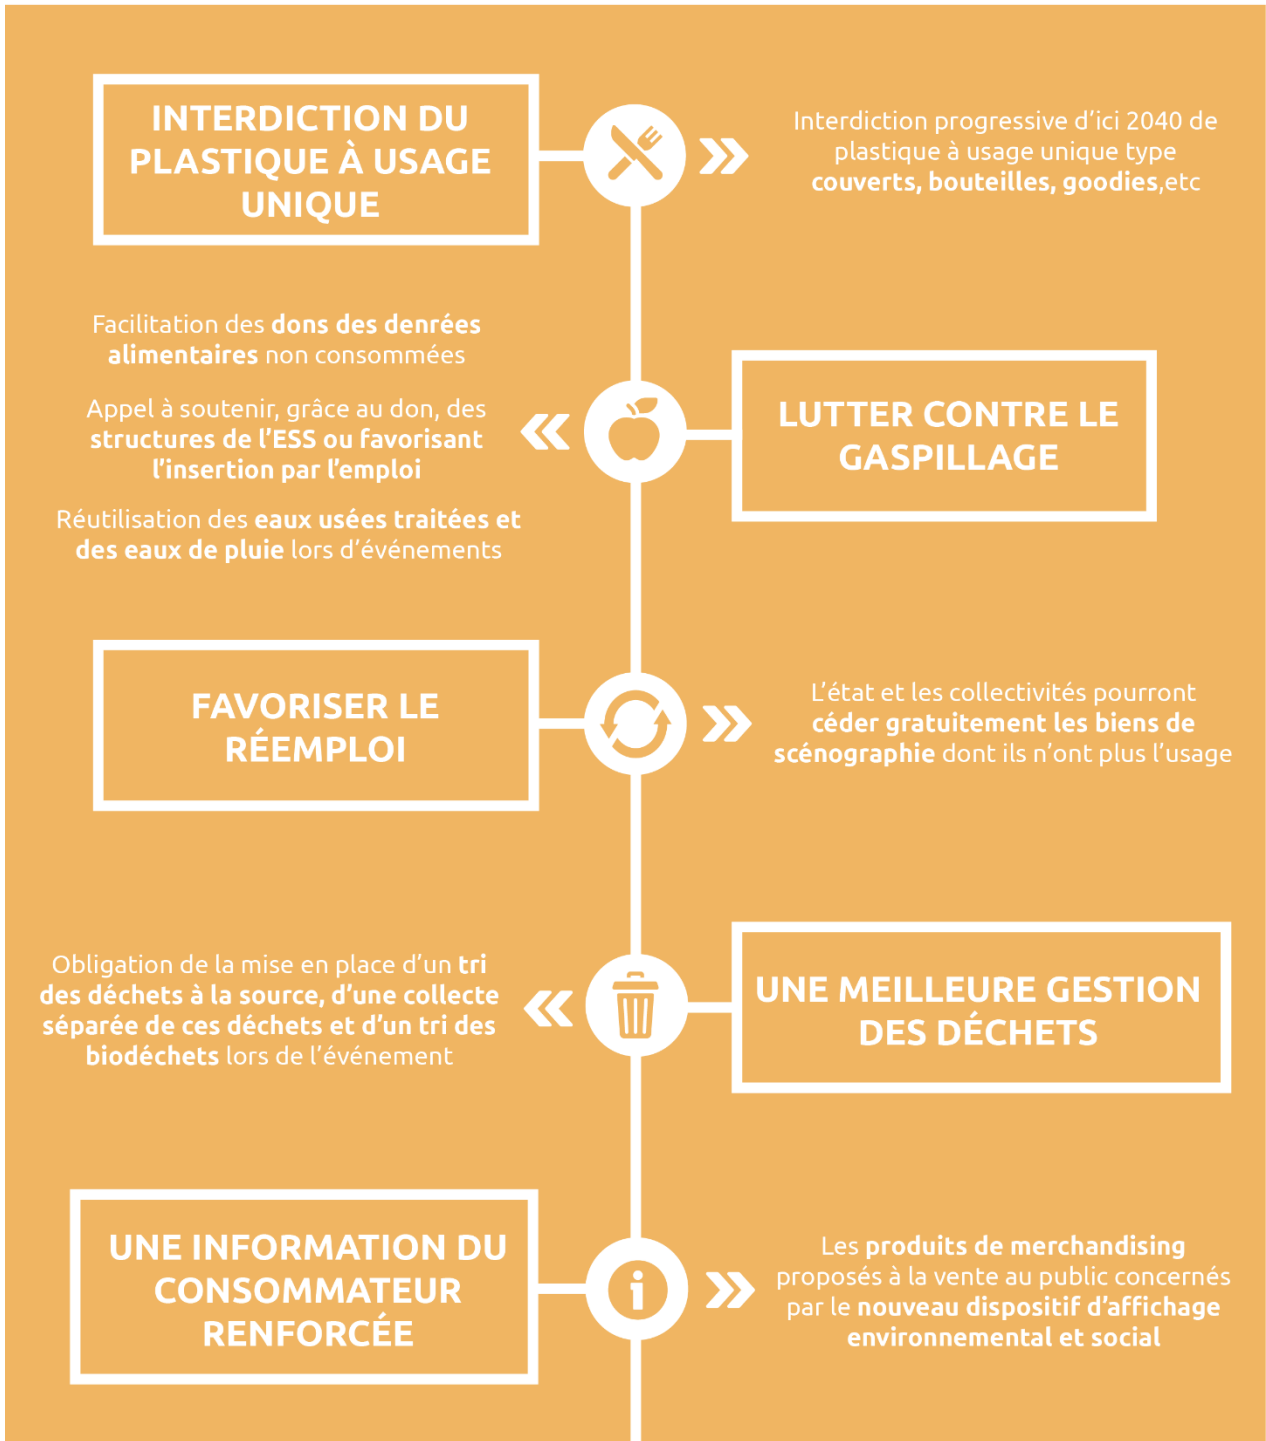 INTERDICTION DU
PLASTIQUE À USAGE
UNIQUE
Interdiction progressive d’ici 2040 de
plastique à usage unique type
couverts, bouteilles, goodies,etc
Facilitation des dons des denrées
alimentaires non consommées
Appel à soutenir, grâce au don, des
structures de l’ESS ou favorisant
l’insertion par l’emploi
Réutilisation des eaux usées traitées et
des eaux de pluie lors d’événements
LUTTER CONTRE LE
GASPILLAGE
FAVORISER LE
RÉEMPLOI
L’état et les collectivités pourront
céder gratuitement les biens de
scénographie dont ils n’ont plus l’usage
Obligation de la mise en place d’un tri
des déchets à la source, d’une collecte
séparée de ces déchets et d’un tri des
biodéchets lors de l’événement
UNE MEILLEURE GESTION
DES DÉCHETS
UNE INFORMATION DU
CONSOMMATEUR
RENFORCÉE
Les produits de merchandising
proposés à la vente au public concernés
par le nouveau dispositif d’affichage
environnemental et social